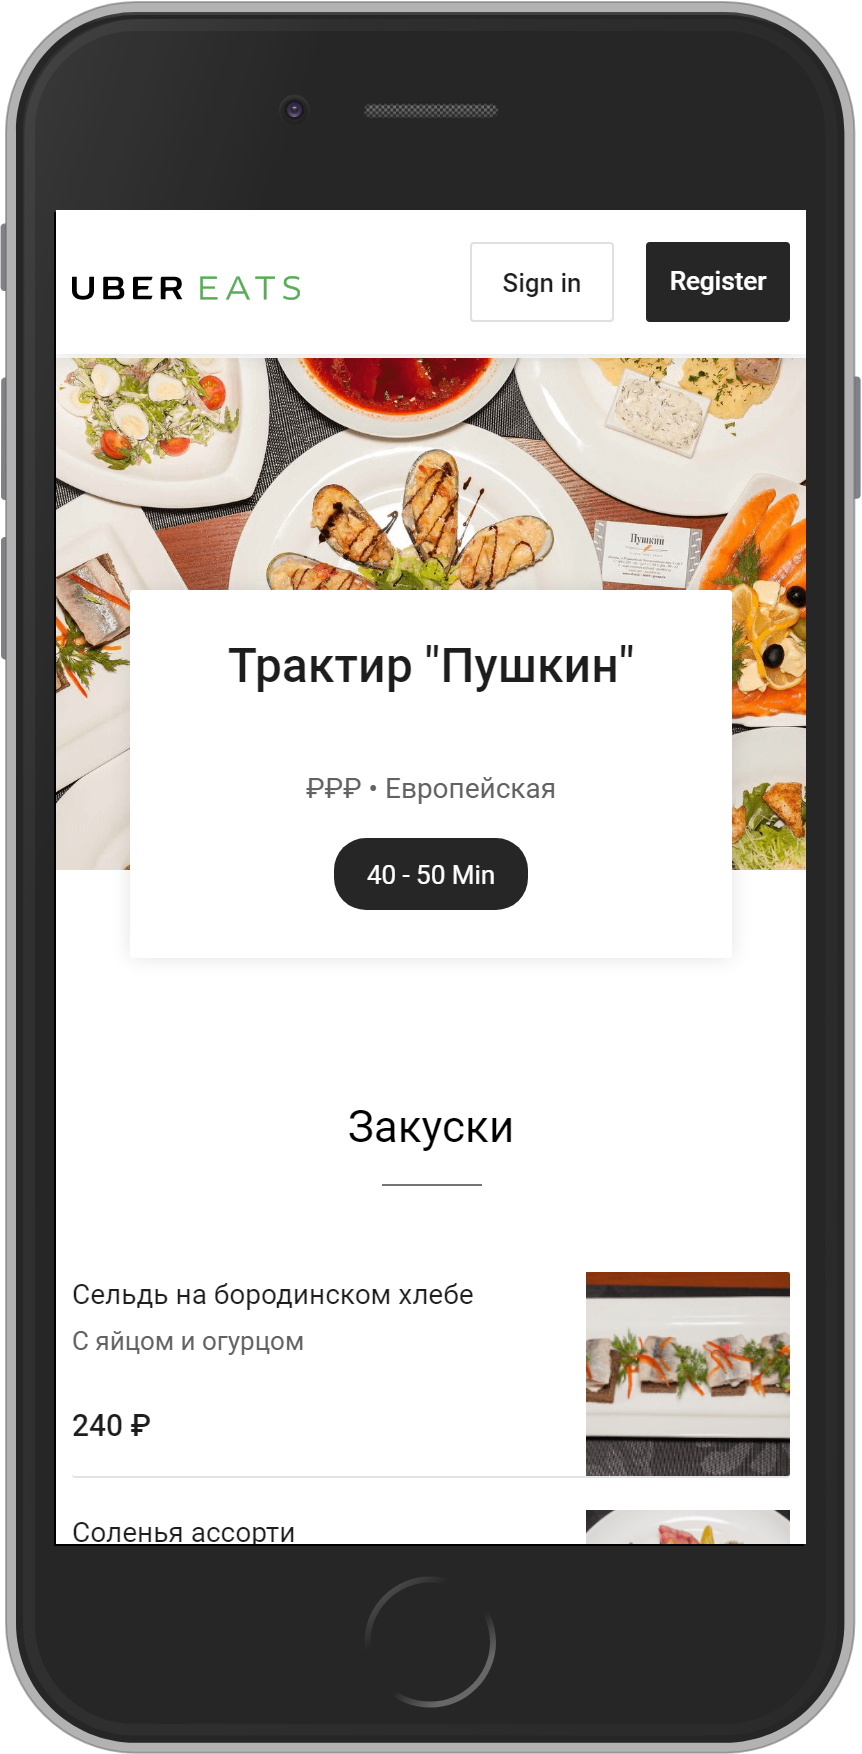 UBER EATS
Sign in
Register
Пушкин
Трактир "Пушкин"
₽₽₽ • Европейская
40 - 50 Min
Закуски
Сельдь на бородинском хлебе
С яйцом и огурцом
240 ₽
Соленья ассорти